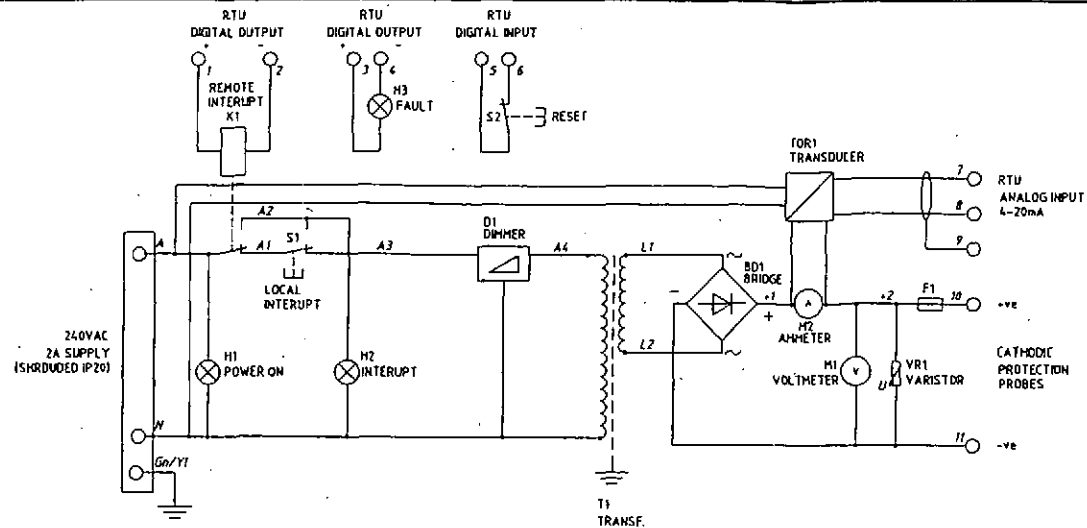 RTU
DIGITAL OUTPUT
+ -
1 2
REMOTE
INTERUPT
K1
RTU
DIGITAL OUTPUT
+ -
3 4
H3
FAULT
RTU
DIGITAL INPUT
5 6
S2
RESET
TOR1
TRANSDUCER
7
8
9
RTU
ANALOG INPUT
4-20mA
A
A2
A1
S1
A3
LOCAL
INTERUPT
D1
DIMMER
A4
L1
L2
BD1
BRIDGE
~
~
-
+1
+
A
M2
AMMETER
+2
F1
10
+ve
240VAC
2A SUPPLY
(SHROUDED IP20)
H1
POWER ON
H2
INTERUPT
M1
VOLTMETER
V
U
VR1
VARISTOR
CATHODIC
PROTECTION
PROBES
N
11
-ve
Gn/Yl
T1
TRANSF.